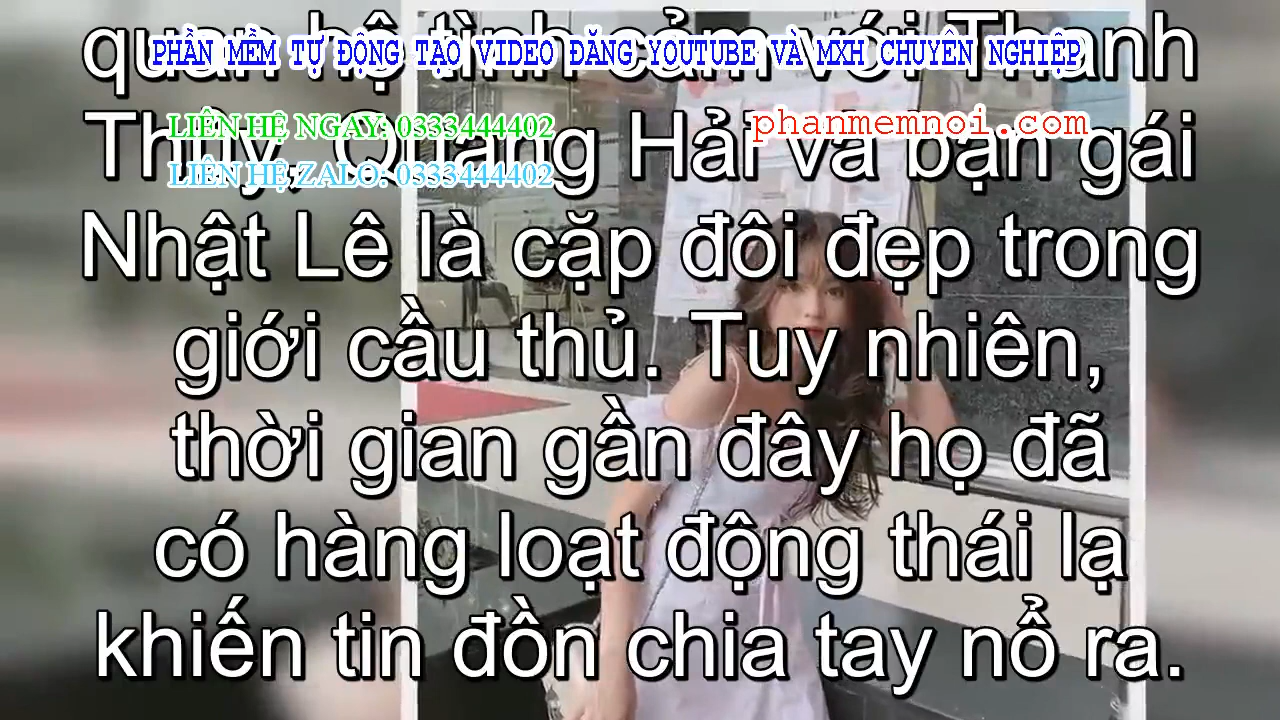 quan hệ tình cảm với Thanh
PHẦN MỀM TỰ ĐỘNG TẠO VIDEO ĐĂNG YOUTUBE VÀ MXH CHUYÊN NGHIỆP
LIÊN HỆ NGAY: 0333444402
phanmemnoi.com
Thùy, Quang Hải và bạn gái
LIÊN HỆ ZALO: 0333444402
Nhật Lê là cặp đôi đẹp trong
giới cầu thủ. Tuy nhiên,
thời gian gần đây họ đã
có hàng loạt động thái lạ
khiến tin đồn chia tay nổ ra.